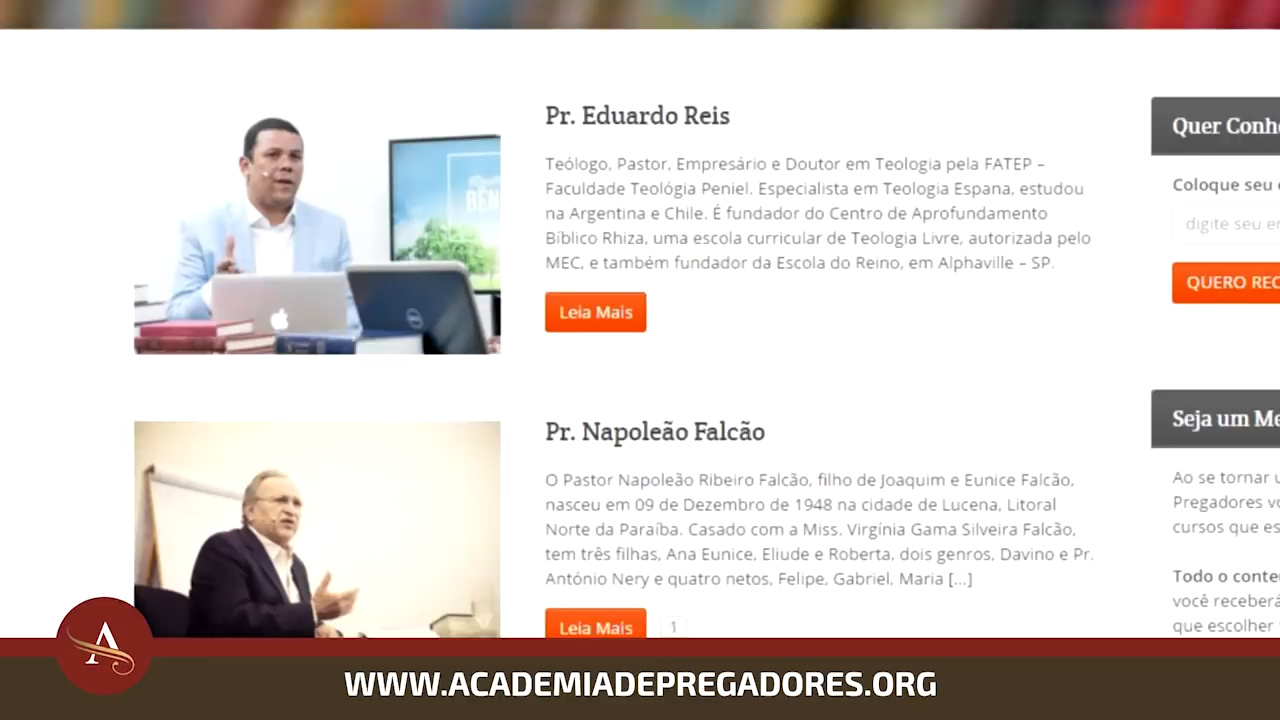 Pr. Eduardo Reis
Teólogo, Pastor, Empresário e Doutor em Teologia pela FATEP –
Faculdade Teológia Peniel. Especialista em Teologia Espana, estudou
na Argentina e Chile. É fundador do Centro de Aprofundamento
Bíblico Rhiza, uma escola curricular de Teologia Livre, autorizada pelo
MEC, e também fundador da Escola do Reino, em Alphaville – SP.
Leia Mais
Pr. Napoleão Falcão
O Pastor Napoleão Ribeiro Falcão, filho de Joaquim e Eunice Falcão,
nasceu em 09 de Dezembro de 1948 na cidade de Lucena, Litoral
Norte da Paraíba. Casado com a Miss. Virgínia Gama Silveira Falcão,
tem três filhas, Ana Eunice, Eliude e Roberta, dois genros, Davino e Pr.
António Nery e quatro netos, Felipe, Gabriel, Maria [...]
Leia Mais
1
Quer Conh
Coloque seu
digite seu
QUERO REC
Seja um Me
Ao se tornar
Pregadores vo
cursos que es
Todo o conte
você receberá
que escolher
A
WWW.ACADEMIADEPREGADORES.ORG